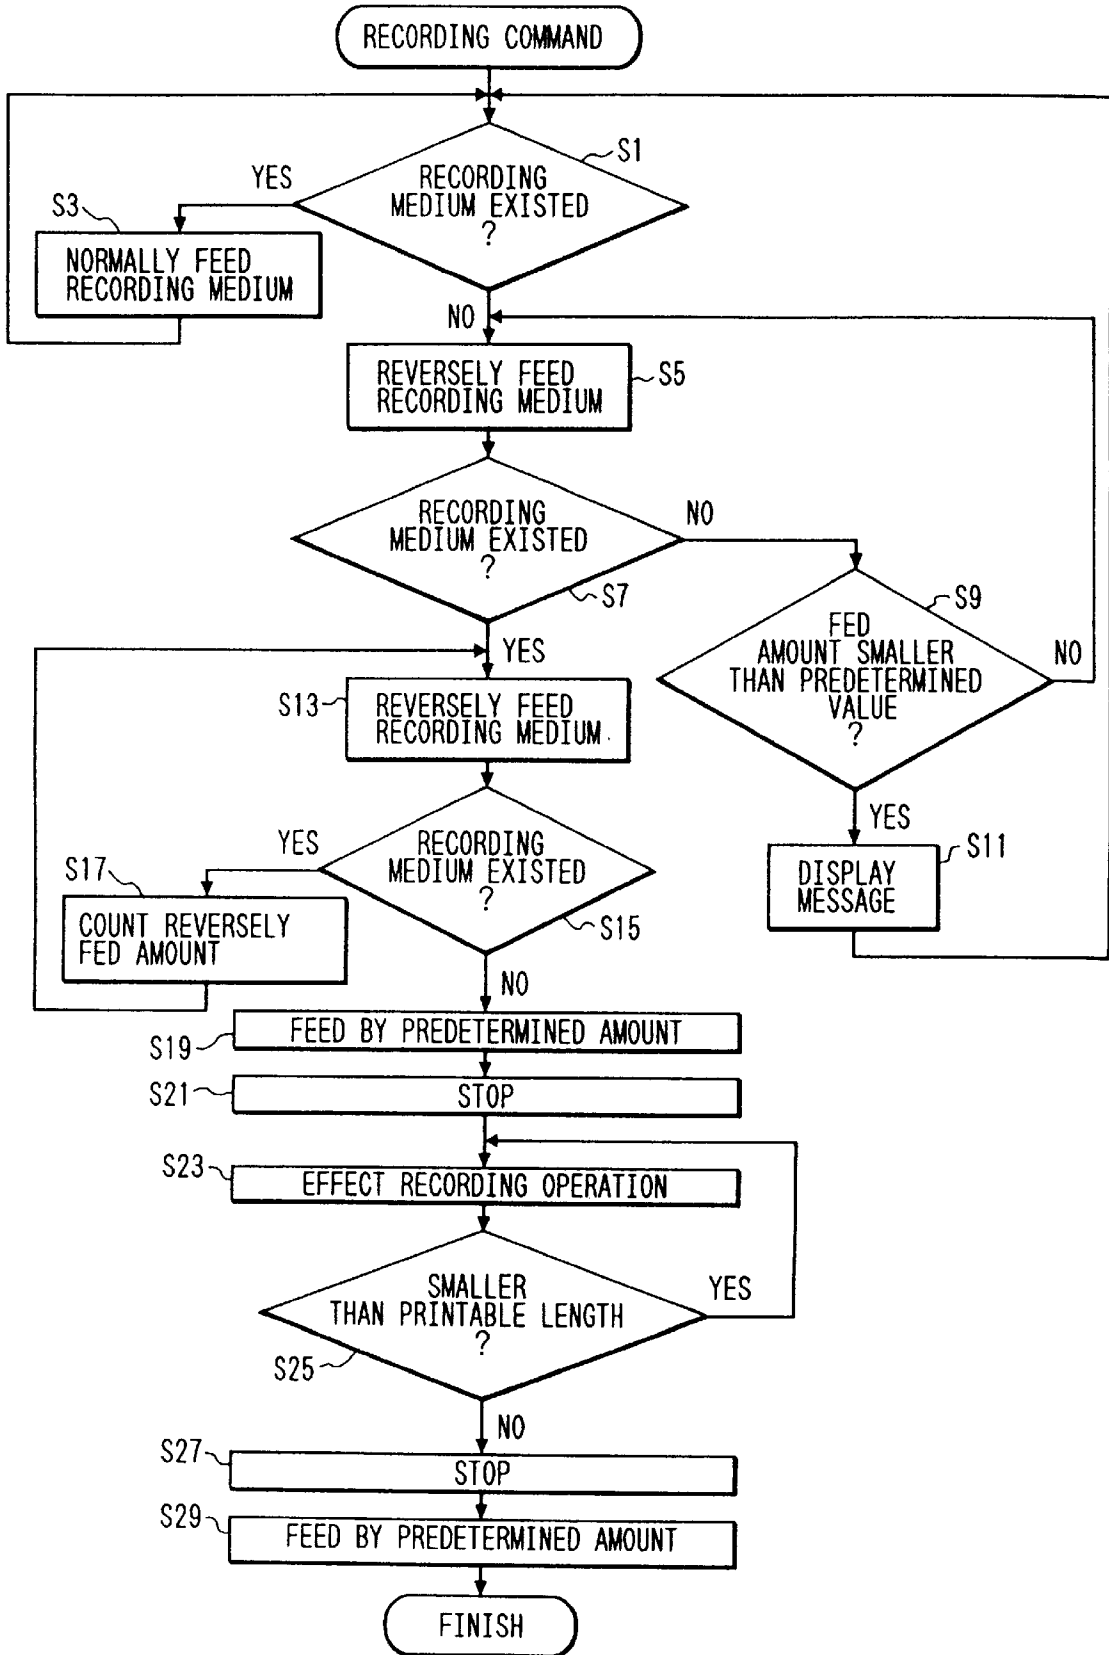 RECORDING COMMAND
S1
YES
RECORDING
MEDIUM EXISTED
?
S3
NORMALLY FEED
RECORDING MEDIUM
NO
REVERSELY FEED
RECORDING MEDIUM
S5
RECORDING
MEDIUM EXISTED
?
NO
S7
S9
FED
AMOUNT SMALLER
THAN PREDETERMINED
VALUE
?
NO
YES
S13
REVERSELY FEED
RECORDING MEDIUM
YES
S11
DISPLAY
MESSAGE
YES
RECORDING
MEDIUM EXISTED
?
S17
COUNT REVERSELY
FED AMOUNT
S15
NO
FEED BY PREDETERMINED AMOUNT
S19
S21
STOP
S23
EFFECT RECORDING OPERATION
SMALLER
THAN PRINTABLE LENGTH
?
YES
S25
NO
S27
STOP
S29
FEED BY PREDETERMINED AMOUNT
FINISH